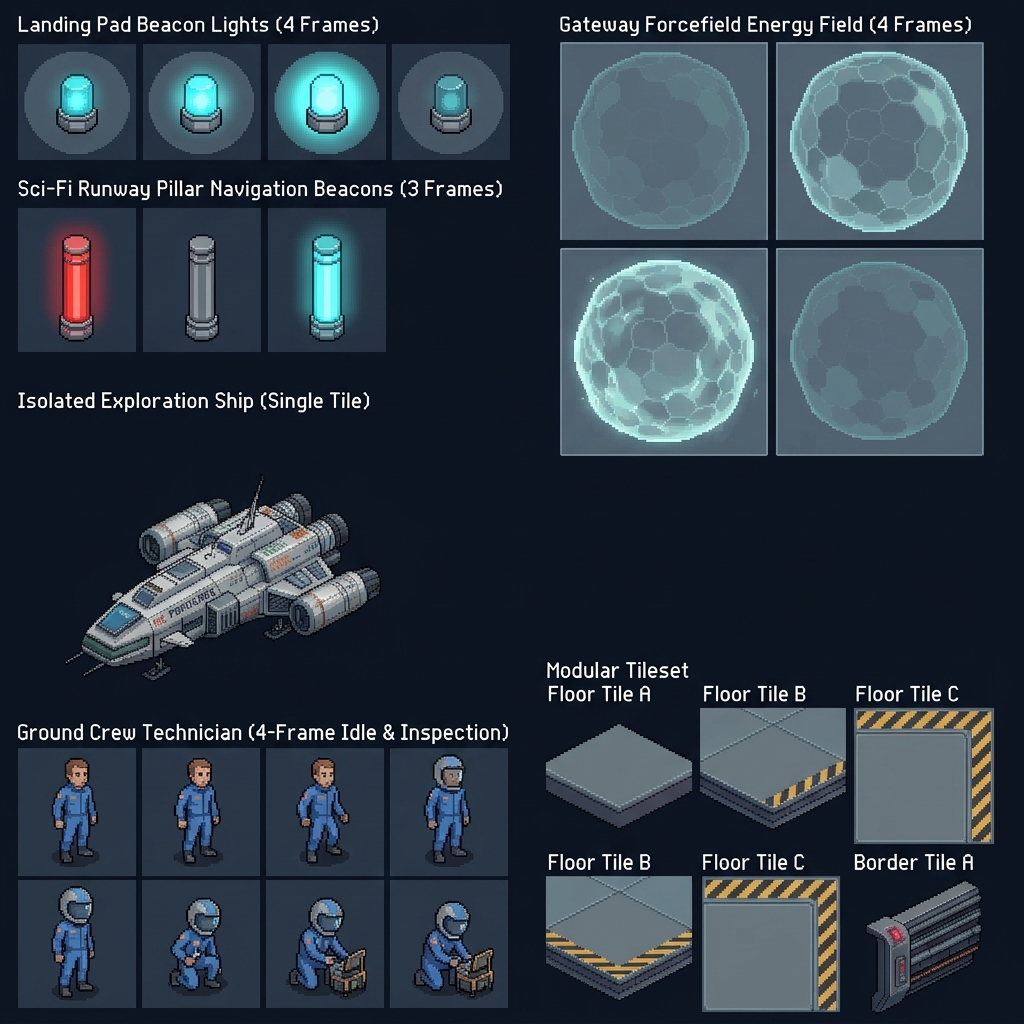 Landing Pad Beacon Lights (4 Frames)
Gateway Forcefield Energy Field (4 Frames)
Sci-Fi Runway Pillar Navigation Beacons (3 Frames)
Isolated Exploration Ship (Single Tile)
Modular Tileset
Floor Tile A
Floor Tile B
Floor Tile C
Ground Crew Technician (4-Frame Idle & Inspection)
Floor Tile B
Floor Tile C
Border Tile A